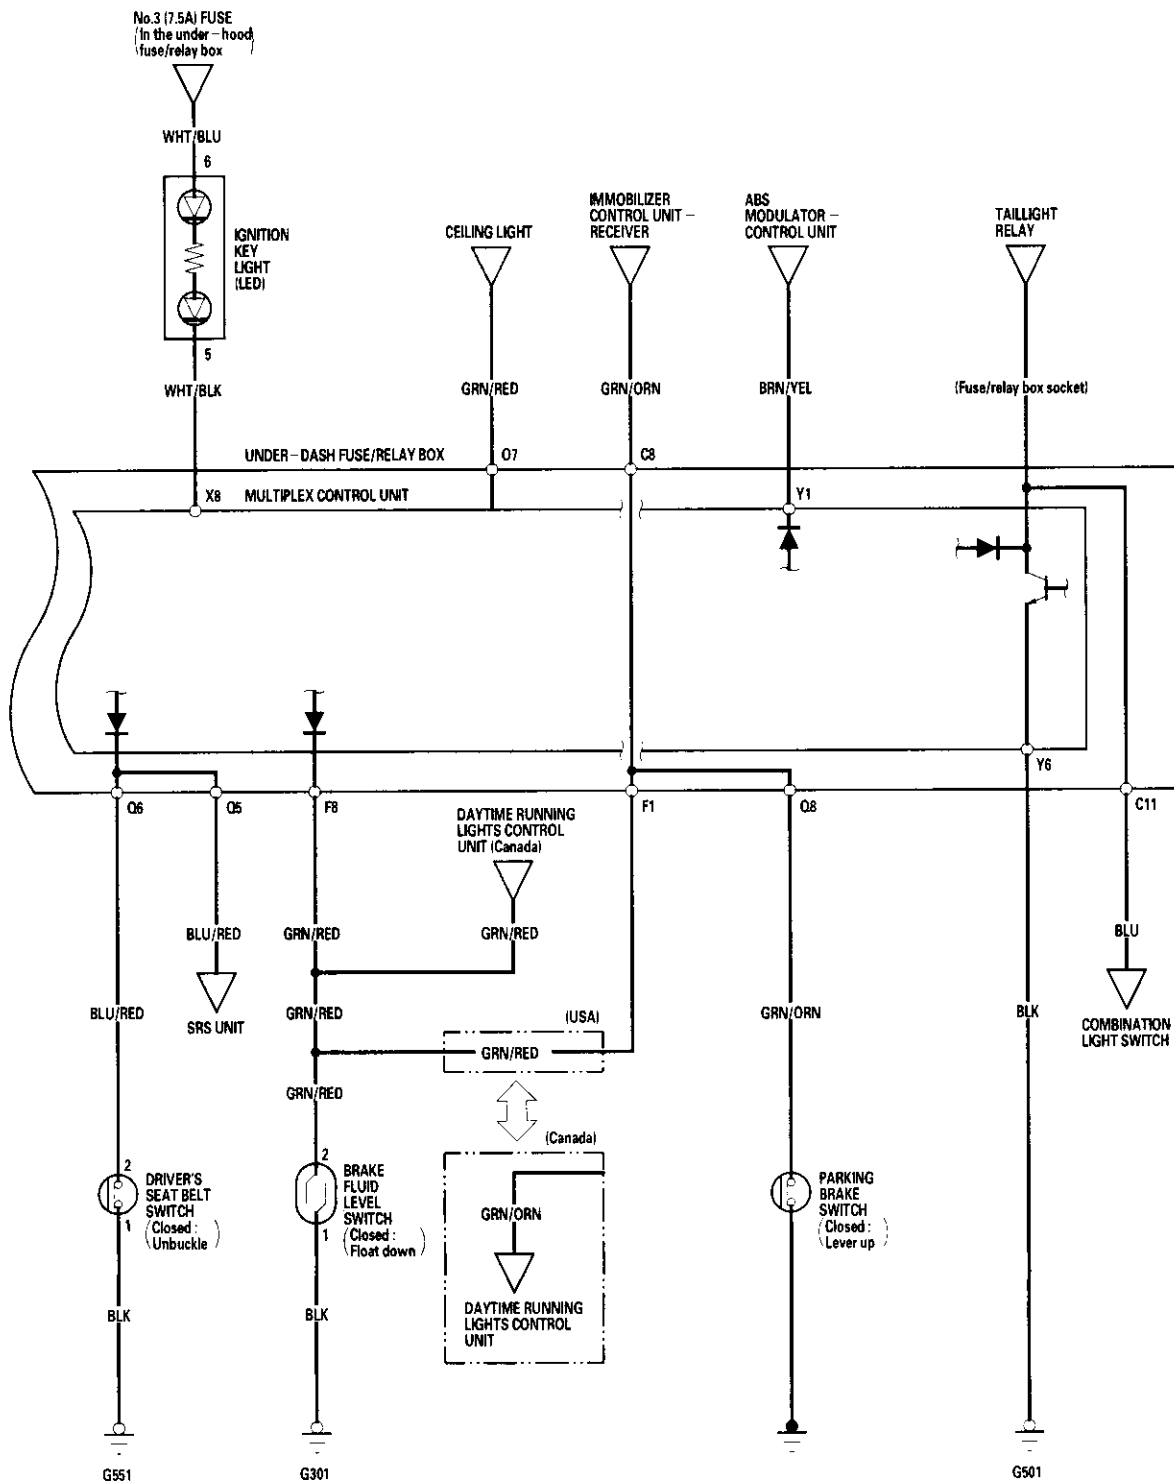 No.3 (7.5A) FUSE
(In the under-hood
fuse/relay box)
WHT/BLU
6
IGNITION
KEY
LIGHT
(LED)
5
WHT/BLK
CEILING LIGHT
GRN/RED
IMMOBILIZER
CONTROL UNIT-
RECEIVER
GRN/ORN
ABS
MODULATOR-
CONTROL UNIT
BRN/YEL
TAILLIGHT
RELAY
(Fuse/relay box socket)
UNDER-DASH FUSE/RELAY BOX
O7
C8
X8
MULTIPLEX CONTROL UNIT
Y1
Y6
O6
O5
F8
F1
O8
C11
DAYTIME RUNNING
LIGHTS CONTROL
UNIT (Canada)
BLU/RED
GRN/RED
GRN/RED
BLU
SRS UNIT
BLU/RED
GRN/RED
(USA)
GRN/ORN
BLK
COMBINATION
LIGHT SWITCH
GRN/RED
GRN/RED
(Canada)
2
DRIVER'S
SEAT BELT
SWITCH
(Closed :
Unbuckle)
1
2
BRAKE
FLUID
LEVEL
SWITCH
(Closed :
Float down)
1
GRN/ORN
PARKING
BRAKE
SWITCH
(Closed :
Lever up)
BLK
BLK
DAYTIME RUNNING
LIGHTS CONTROL
UNIT
G551
G301
G501